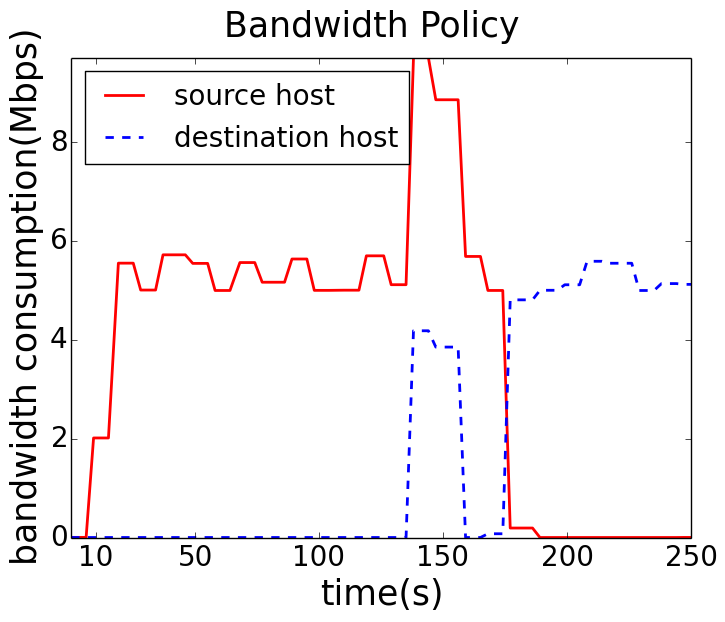 Bandwidth Policy
bandwidth consumption(Mbps)
source host
destination host
8
6
4
2
0
10 50 100 150 200 250
time(s)